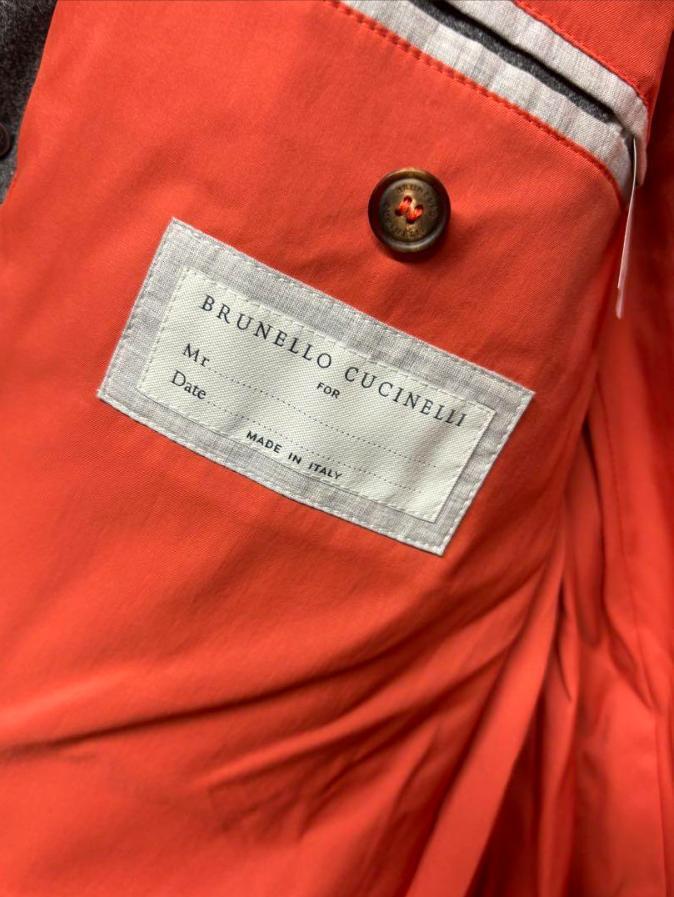 BRUNELLO CUCINELLI
FOR
Mr
Date
MADE IN ITALY